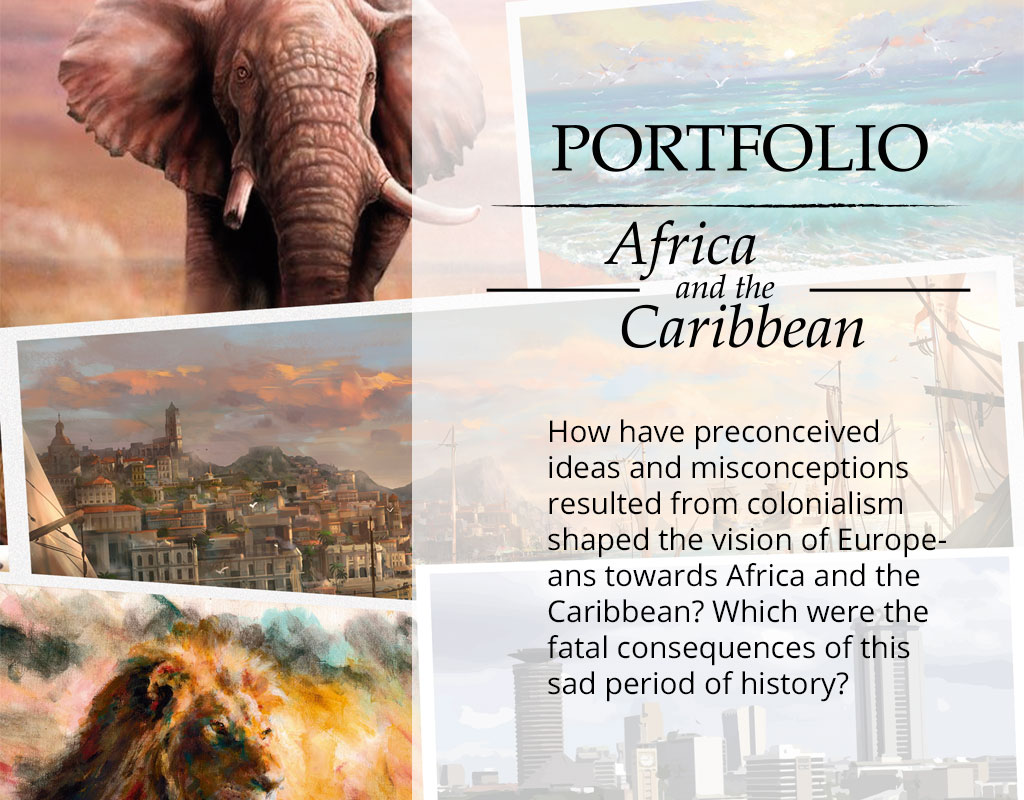 PORTFOLIO
Africa
and the
Caribbean
How have preconceived
ideas and misconceptions
resulted from colonialism
shaped the vision of Europe-
ans towards Africa and the
Caribbean? Which were the
fatal consequences of this
sad period of history?